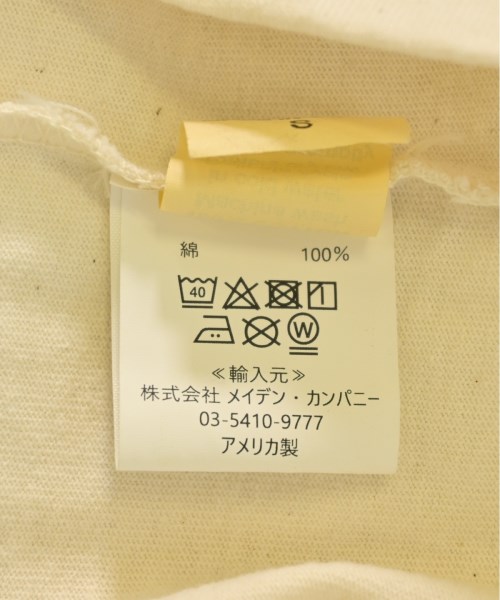 綿 100%
40
W
≪輸入元≫
株式会社 メイデン・カンパニー
03-5410-9777
アメリカ製